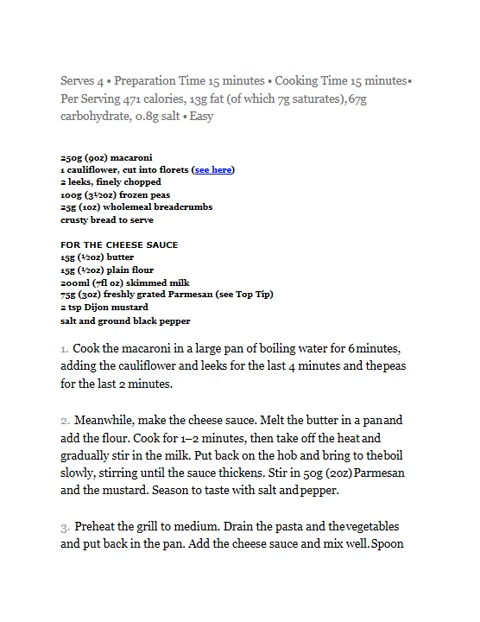 Serves 4 • Preparation Time 15 minutes • Cooking Time 15 minutes•
Per Serving 471 calories, 13g fat (of which 7g saturates),67g
carbohydrate, 0.8g salt • Easy
250g (9oz) macaroni
1 cauliflower, cut into florets (see here)
2 leeks, finely chopped
100g (3½oz) frozen peas
25g (1oz) wholemeal breadcrumbs
crusty bread to serve
FOR THE CHEESE SAUCE
15g (½oz) butter
15g (½oz) plain flour
200ml (7fl oz) skimmed milk
75g (3oz) freshly grated Parmesan (see Top Tip)
2 tsp Dijon mustard
salt and ground black pepper
1. Cook the macaroni in a large pan of boiling water for 6minutes,
adding the cauliflower and leeks for the last 4 minutes and thepeas
for the last 2 minutes.
2. Meanwhile, make the cheese sauce. Melt the butter in a panand
add the flour. Cook for 1–2 minutes, then take off the heat and
gradually stir in the milk. Put back on the hob and bring to theboil
slowly, stirring until the sauce thickens. Stir in 50g (2oz)Parmesan
and the mustard. Season to taste with salt andpepper.
3. Preheat the grill to medium. Drain the pasta and thevegetables
and put back in the pan. Add the cheese sauce and mix well.Spoon